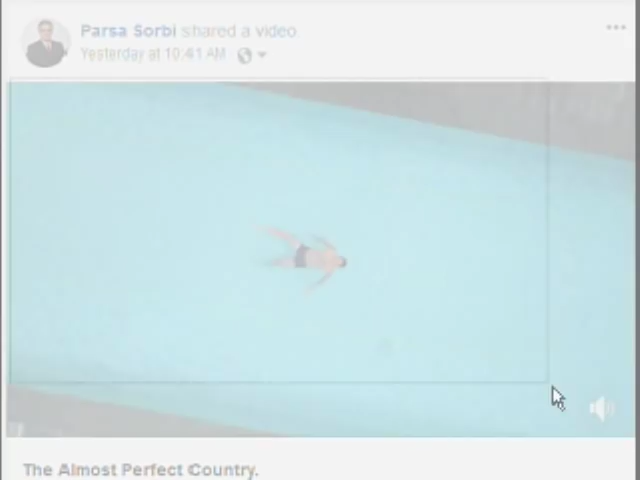 Parsa Sorbi shared a video
Yesterday at 10:41 AM
The Almost Perfect Country.